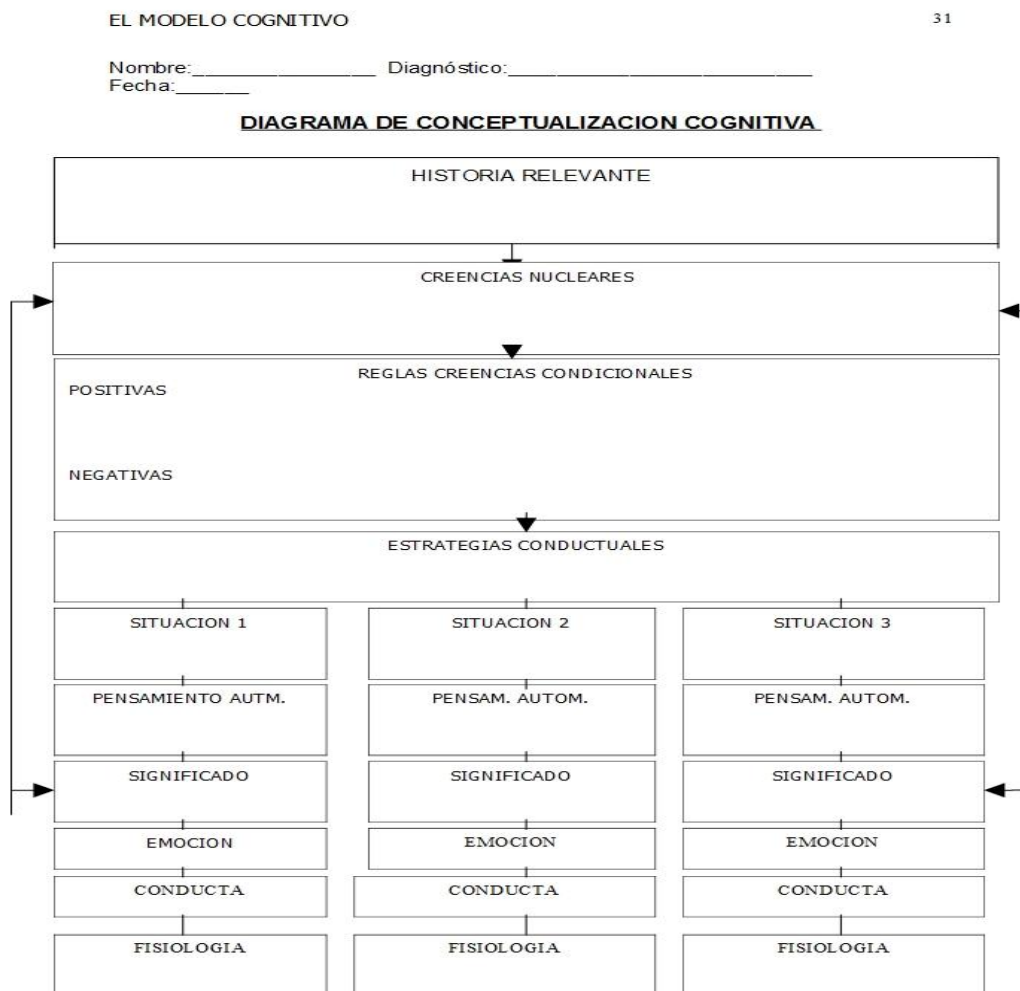 EL MODELO COGNITIVO 31
Nombre:_________________ Diagnóstico:____________________________
Fecha:_______
DIAGRAMA DE CONCEPTUALIZACION COGNITIVA
HISTORIA RELEVANTE
CREENCIAS NUCLEARES
REGLAS CREENCIAS CONDICIONALES
POSITIVAS
NEGATIVAS
ESTRATEGIAS CONDUCTUALES
SITUACION 1 SITUACION 2 SITUACION 3
PENSAMIENTO AUTM. PENSAM. AUTOM. PENSAM. AUTOM.
SIGNIFICADO SIGNIFICADO SIGNIFICADO
EMOCION EMOCION EMOCION
CONDUCTA CONDUCTA CONDUCTA
FISIOLOGIA FISIOLOGIA FISIOLOGIA